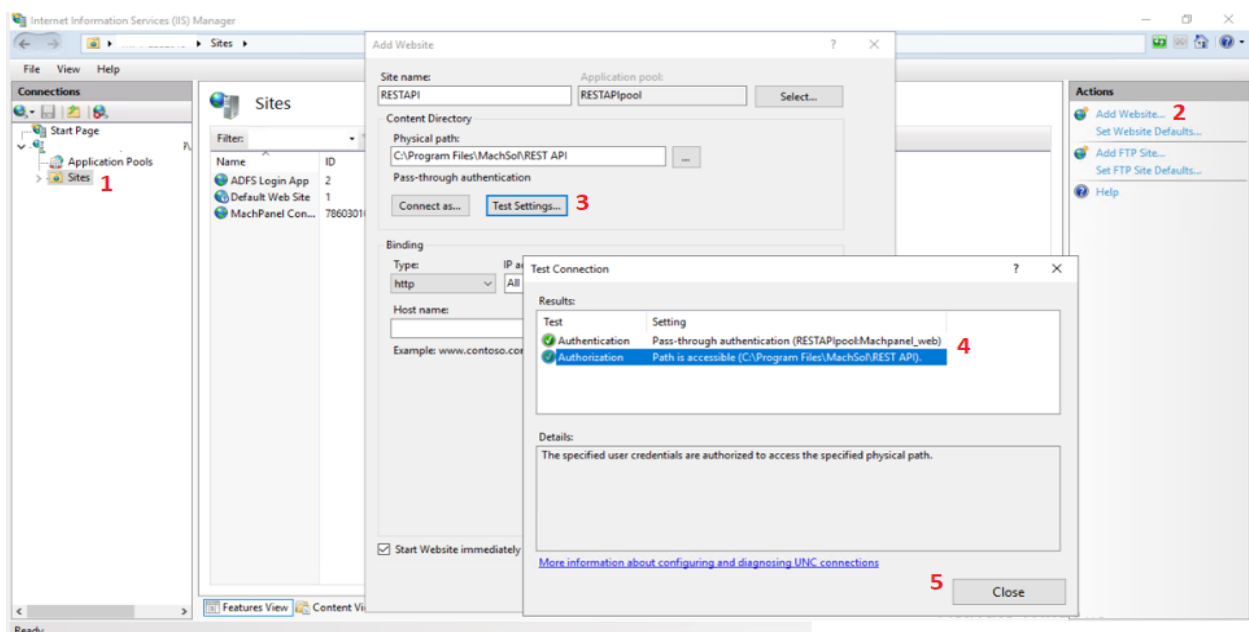 Internet Information Services (IIS) Manager
Sites
File View Help
Connections
Start Page
Application Pools
Sites
1
Sites
Filter:
Name ID
ADFS Login App 2
Default Web Site 1
MachPanel Con... 7860301
Features View Content Vi
Ready
Add Website ? ×
Site name: Application pool:
RESTAPI RESTAPIpool Select...
Content Directory
Physical path:
C:\Program Files\MachSol\REST API ...
Pass-through authentication
Connect as... Test Settings... 3
Binding
Type: IP a
http All
Host name:
Example: www.contoso.cor
Start Website immediately
Test Connection ? ×
Results:
Test Setting
Authentication Pass-through authentication (RESTAPIpool:Machpanel_web)
Authorization Path is accessible (C:\Program Files\MachSol\REST API).
4
Details:
The specified user credentials are authorized to access the specified physical path.
More information about configuring and diagnosing UNC connections
5 Close
Actions
Add Website... 2
Set Website Defaults...
Add FTP Site...
Set FTP Site Defaults...
Help